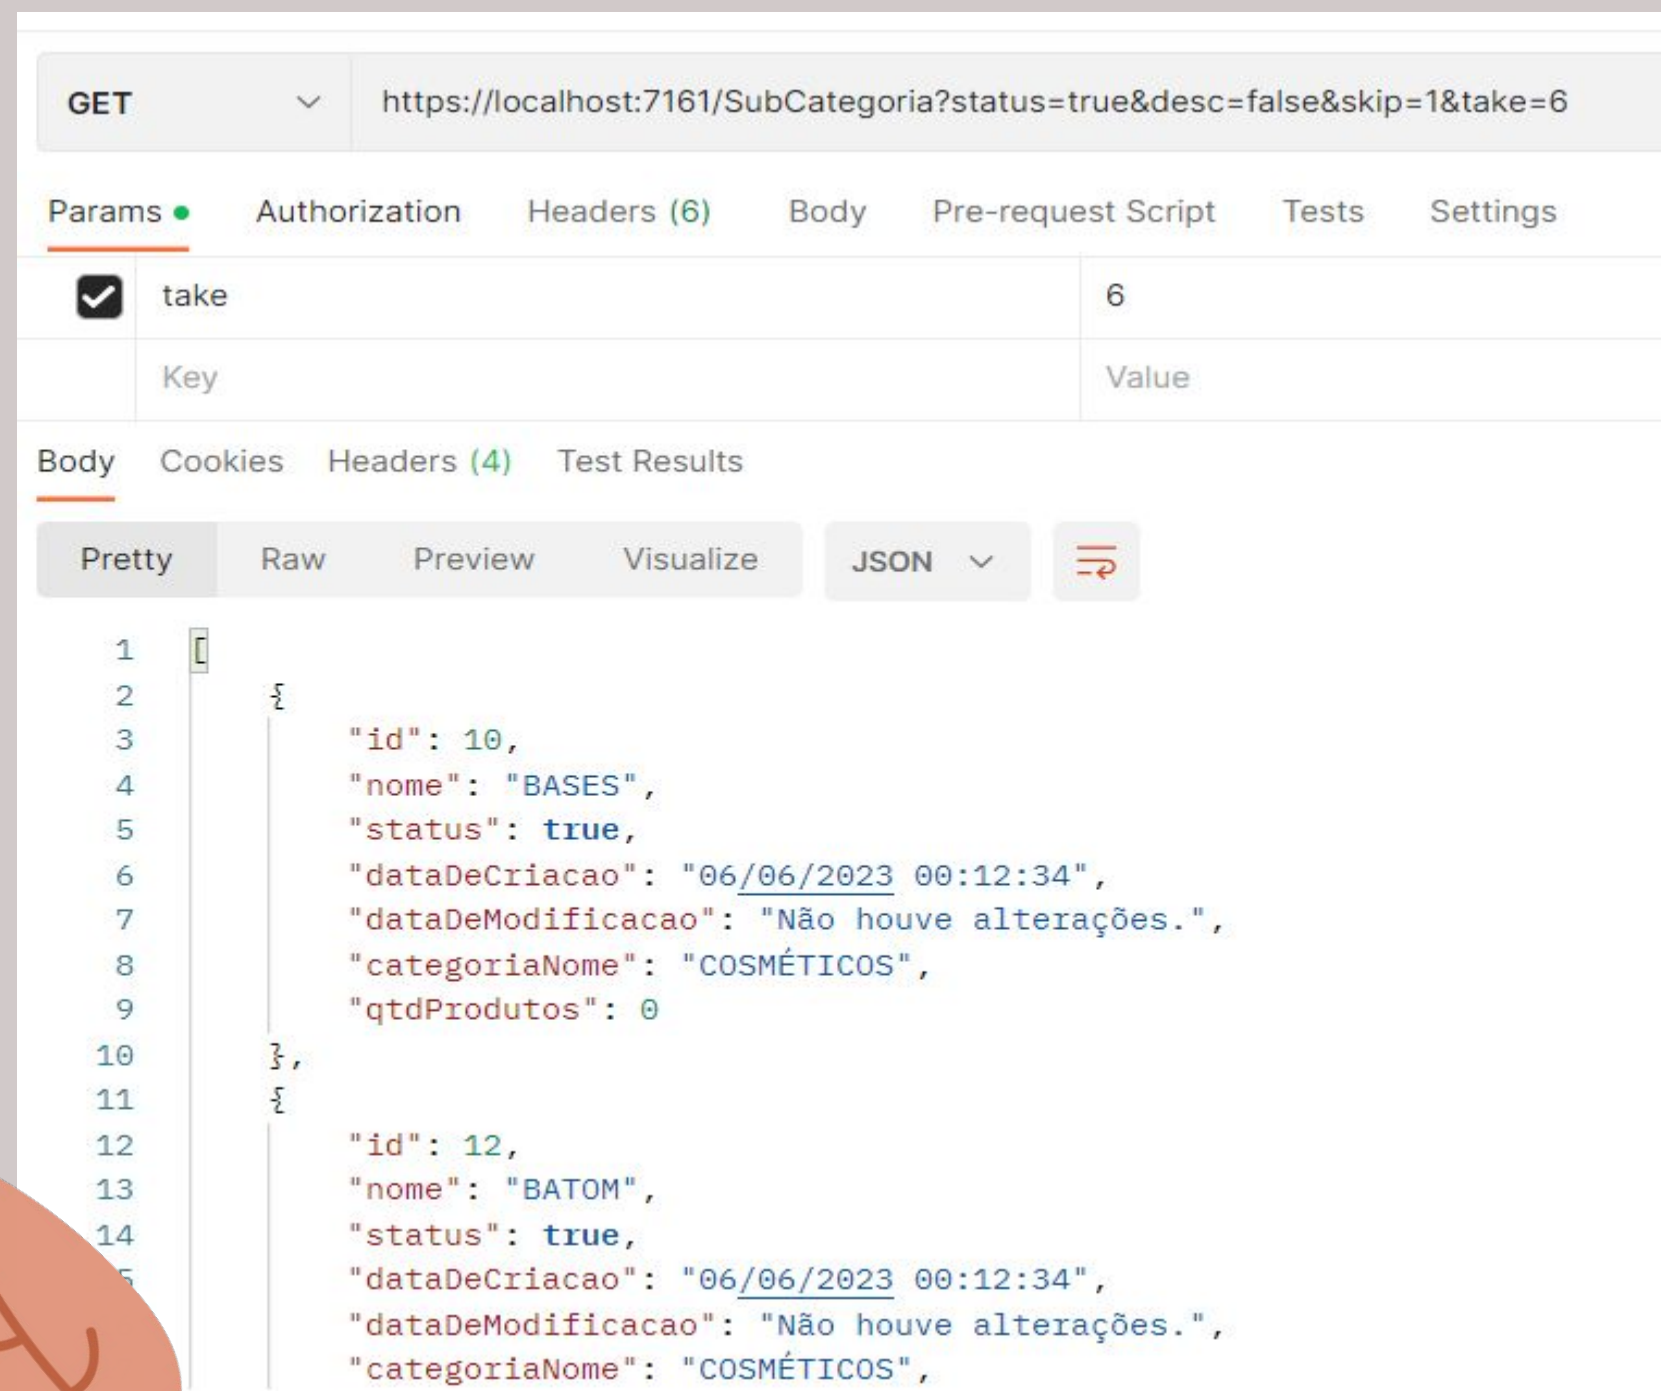 GET https://localhost:7161/SubCategoria?status=true&desc=false&skip=1&take=6
Params Authorization Headers (6) Body Pre-request Script Tests Settings
take 6
Key Value
Body Cookies Headers (4) Test Results
Pretty Raw Preview Visualize JSON
1 [
2 {
3 "id": 10,
4 "nome": "BASES",
5 "status": true,
6 "dataDeCriacao": "06/06/2023 00:12:34",
7 "dataDeModificacao": "Não houve alterações.",
8 "categoriaNome": "COSMÉTICOS",
9 "qtdProdutos": 0
10 },
11 {
12 "id": 12,
13 "nome": "BATOM",
14 "status": true,
"dataDeCriacao": "06/06/2023 00:12:34",
"dataDeModificacao": "Não houve alterações.",
"categoriaNome": "COSMÉTICOS",